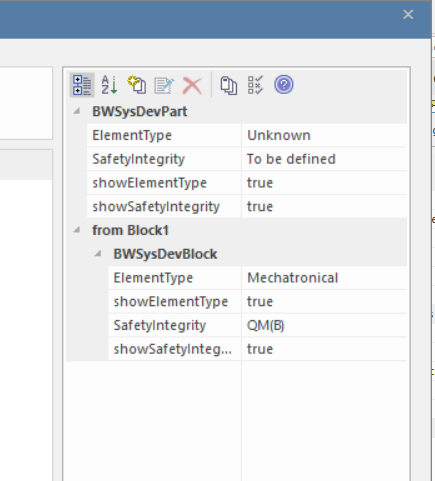 BWSysDevPart
ElementType Unknown
SafetyIntegrity To be defined
showElementType true
showSafetyIntegrity true
from Block1
BWSysDevBlock
ElementType Mechatronical
showElementType true
SafetyIntegrity QM(B)
showSafetyInteg... true